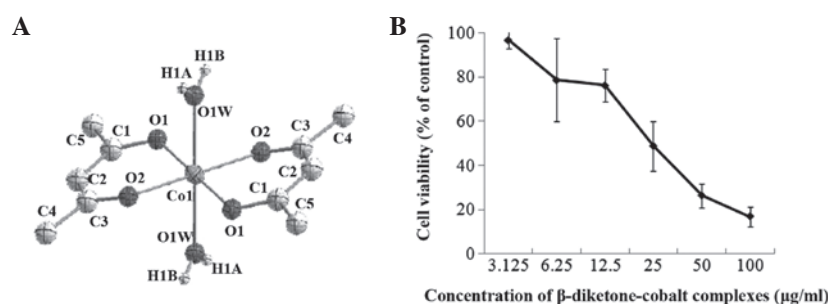 A
H1B
H1A
O1W
C5
C1
O1
O2
C3
C4
C2
O2
Co1
C1
C2
C4
C3
O1
C5
O1W
H1B
H1A
B
Cell viability (% of control)
100
80
60
40
20
0
3.125 6.25 12.5 25 50 100
Concentration of β-diketone-cobalt complexes (μg/ml)